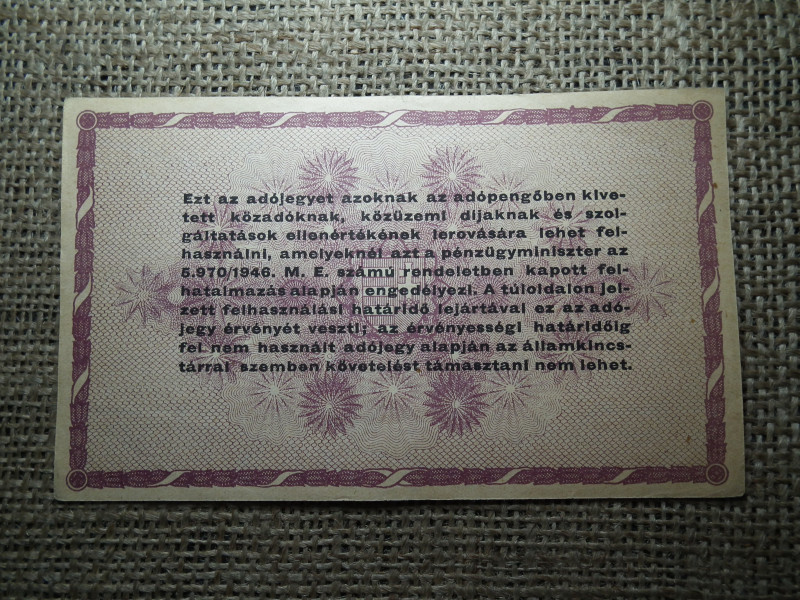 Ezt az adójegyet azoknak az adópengőben kive-
tett közadóknak, közüzemi díjaknak és szol-
gáltatások ellenértékének lerovására lehet fel-
használni, amelyeknél azt a pénzügyminiszter az
5.970/1946. M. E. számú rendeletben kapott fel-
hatalmazás alapján engedélyezi. A túloldalon jel-
zett felhasználási határidő lejártával ez az adó-
jegy érvényét veszti; az érvényességi határidőig
fel nem használt adójegy alapján az államkincs-
tárral szemben követelést támasztani nem lehet.